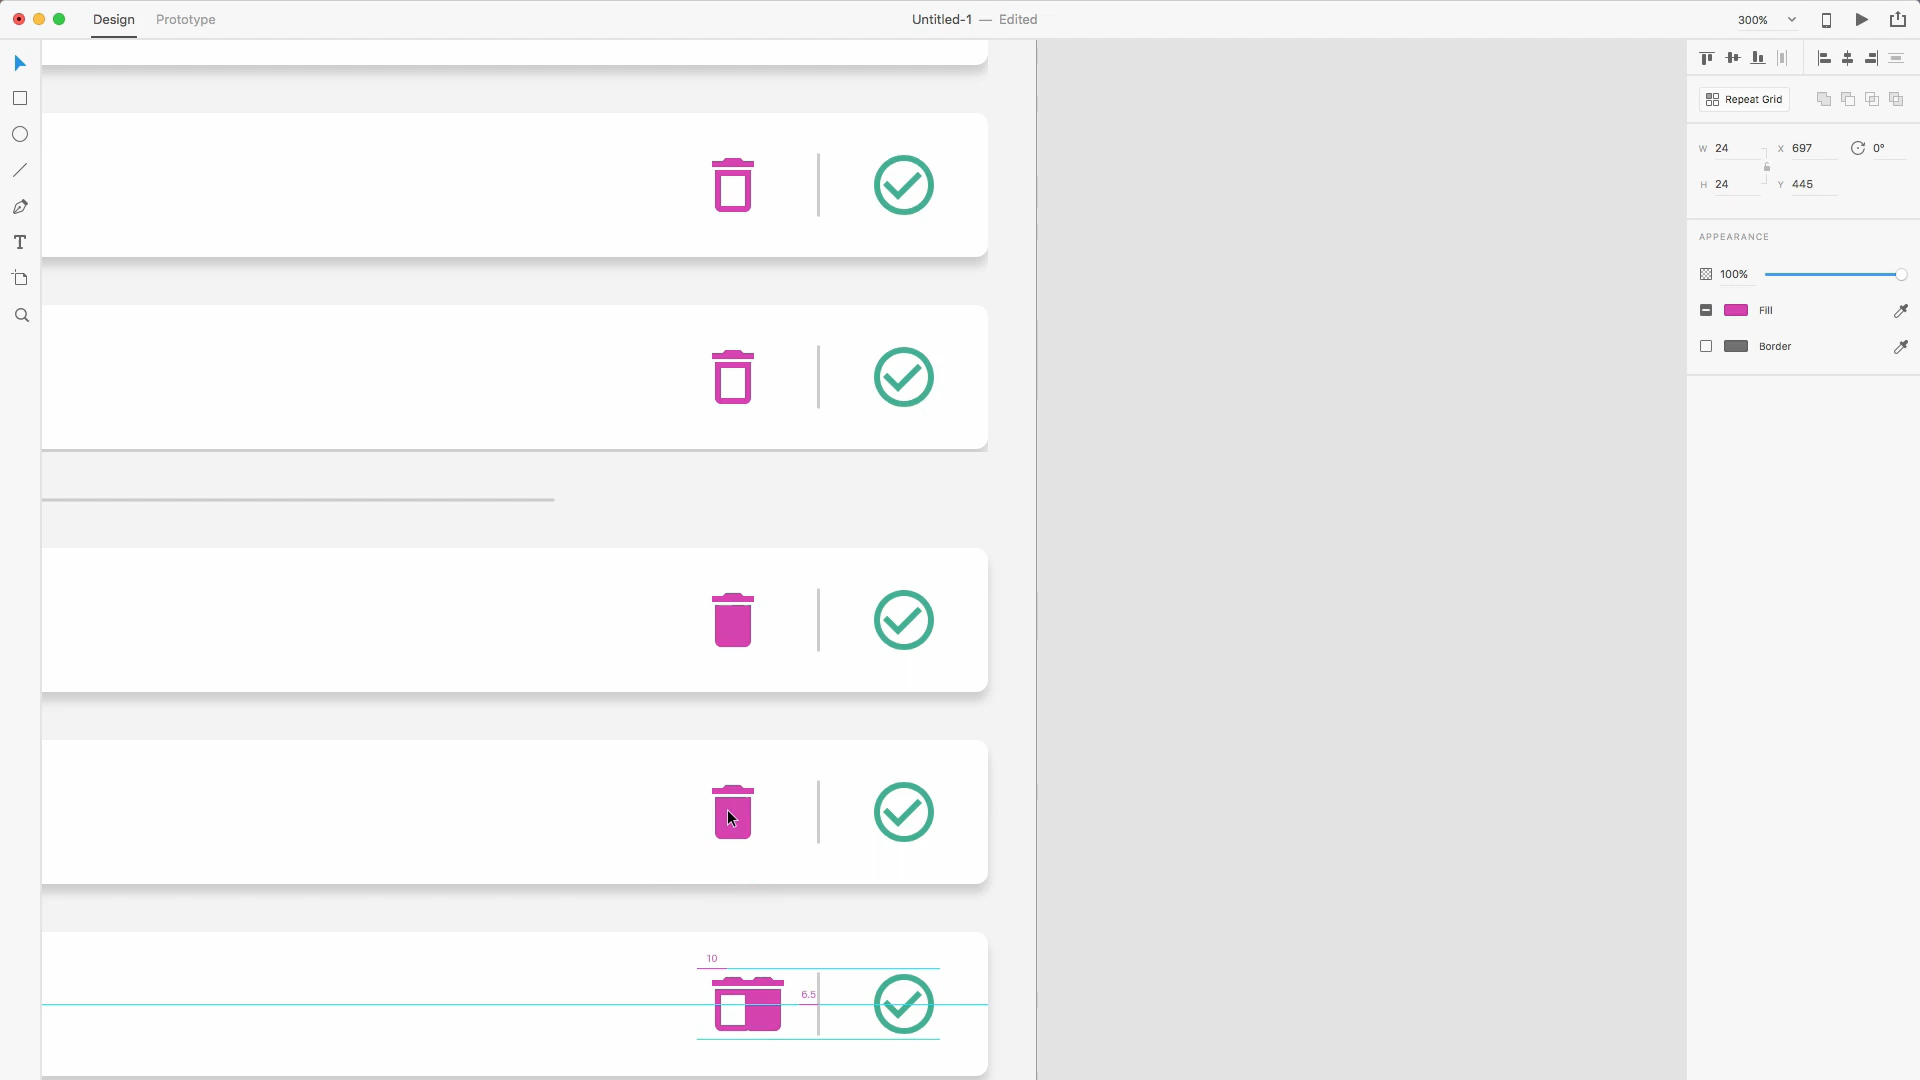 Design Prototype Untitled-1 — Edited 300%
Repeat Grid
W 24 X 697 0°
H 24 Y 445
APPEARANCE
100%
Fill
Border
T
10
6.5